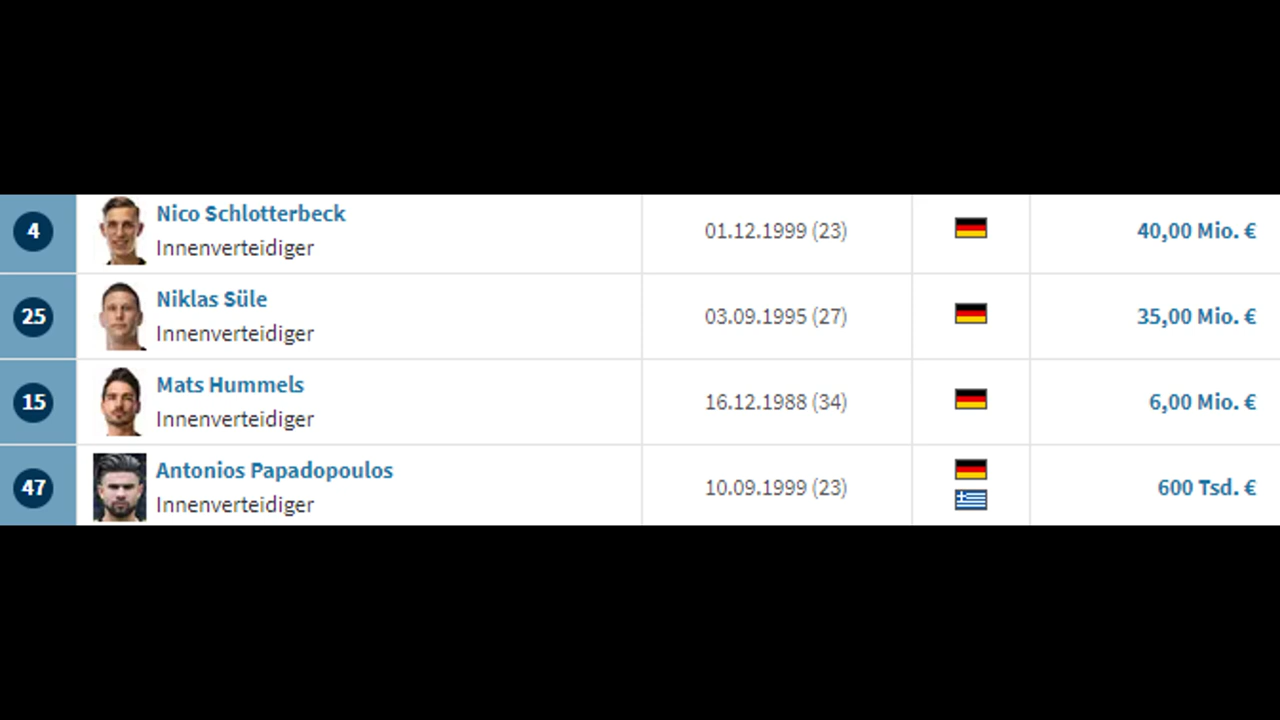 4
Nico Schlotterbeck
Innenverteidiger
01.12.1999 (23)
40,00 Mio. €
25
Niklas Süle
Innenverteidiger
03.09.1995 (27)
35,00 Mio. €
15
Mats Hummels
Innenverteidiger
16.12.1988 (34)
6,00 Mio. €
47
Antonios Papadopoulos
Innenverteidiger
10.09.1999 (23)
600 Tsd. €